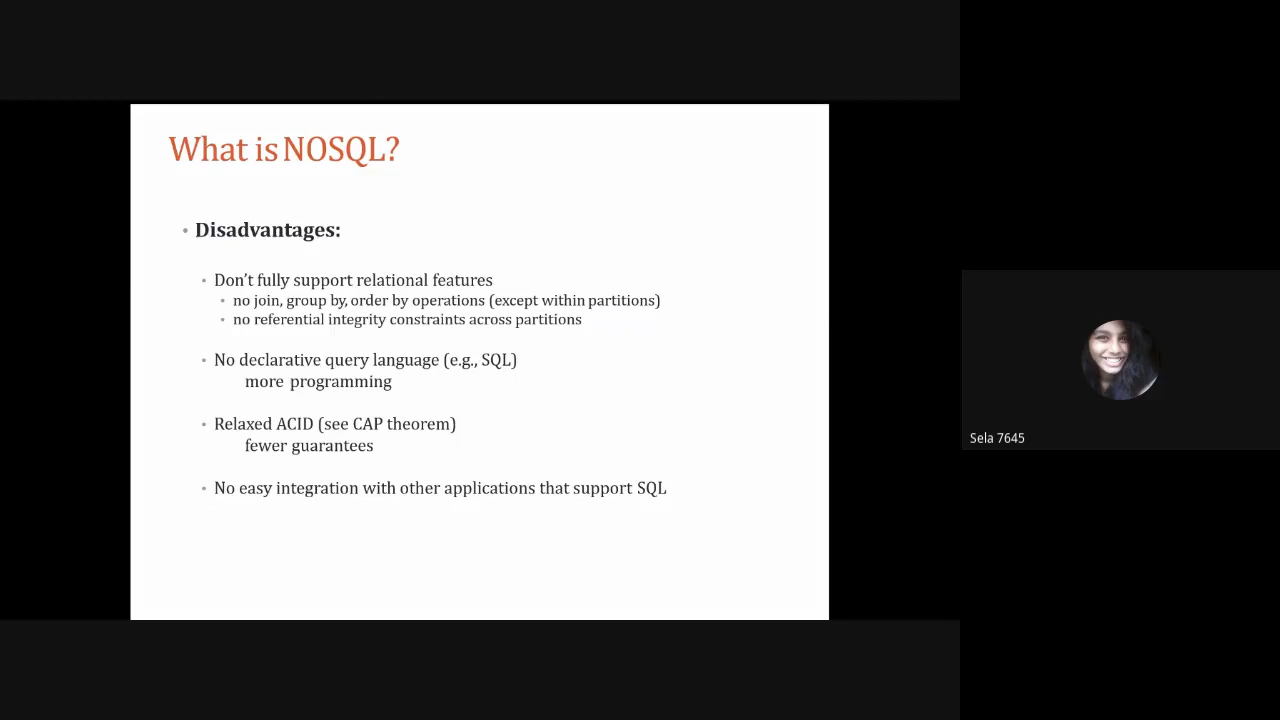 What is NOSQL?
• Disadvantages:
• Don't fully support relational features
• no join, group by, order by operations (except within partitions)
• no referential integrity constraints across partitions
• No declarative query language (e.g., SQL)
more programming
• Relaxed ACID (see CAP theorem)
fewer guarantees
• No easy integration with other applications that support SQL
Sela 7645